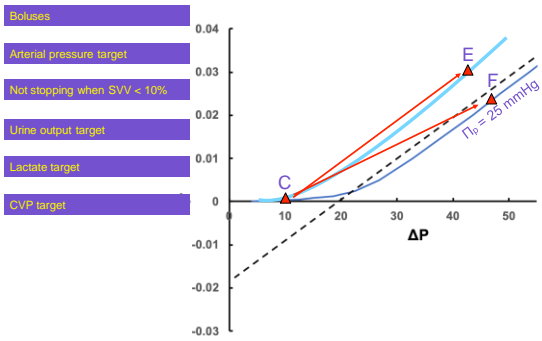 Boluses
Arterial pressure target
Not stopping when SVV < 10%
Urine output target
Lactate target
CVP target
0.04
0.03
0.02
0.01
0
-0.01
-0.02
-0.03
0
10
20
30
40
50
ΔP
C
E
F
Πₚ = 25 mmHg